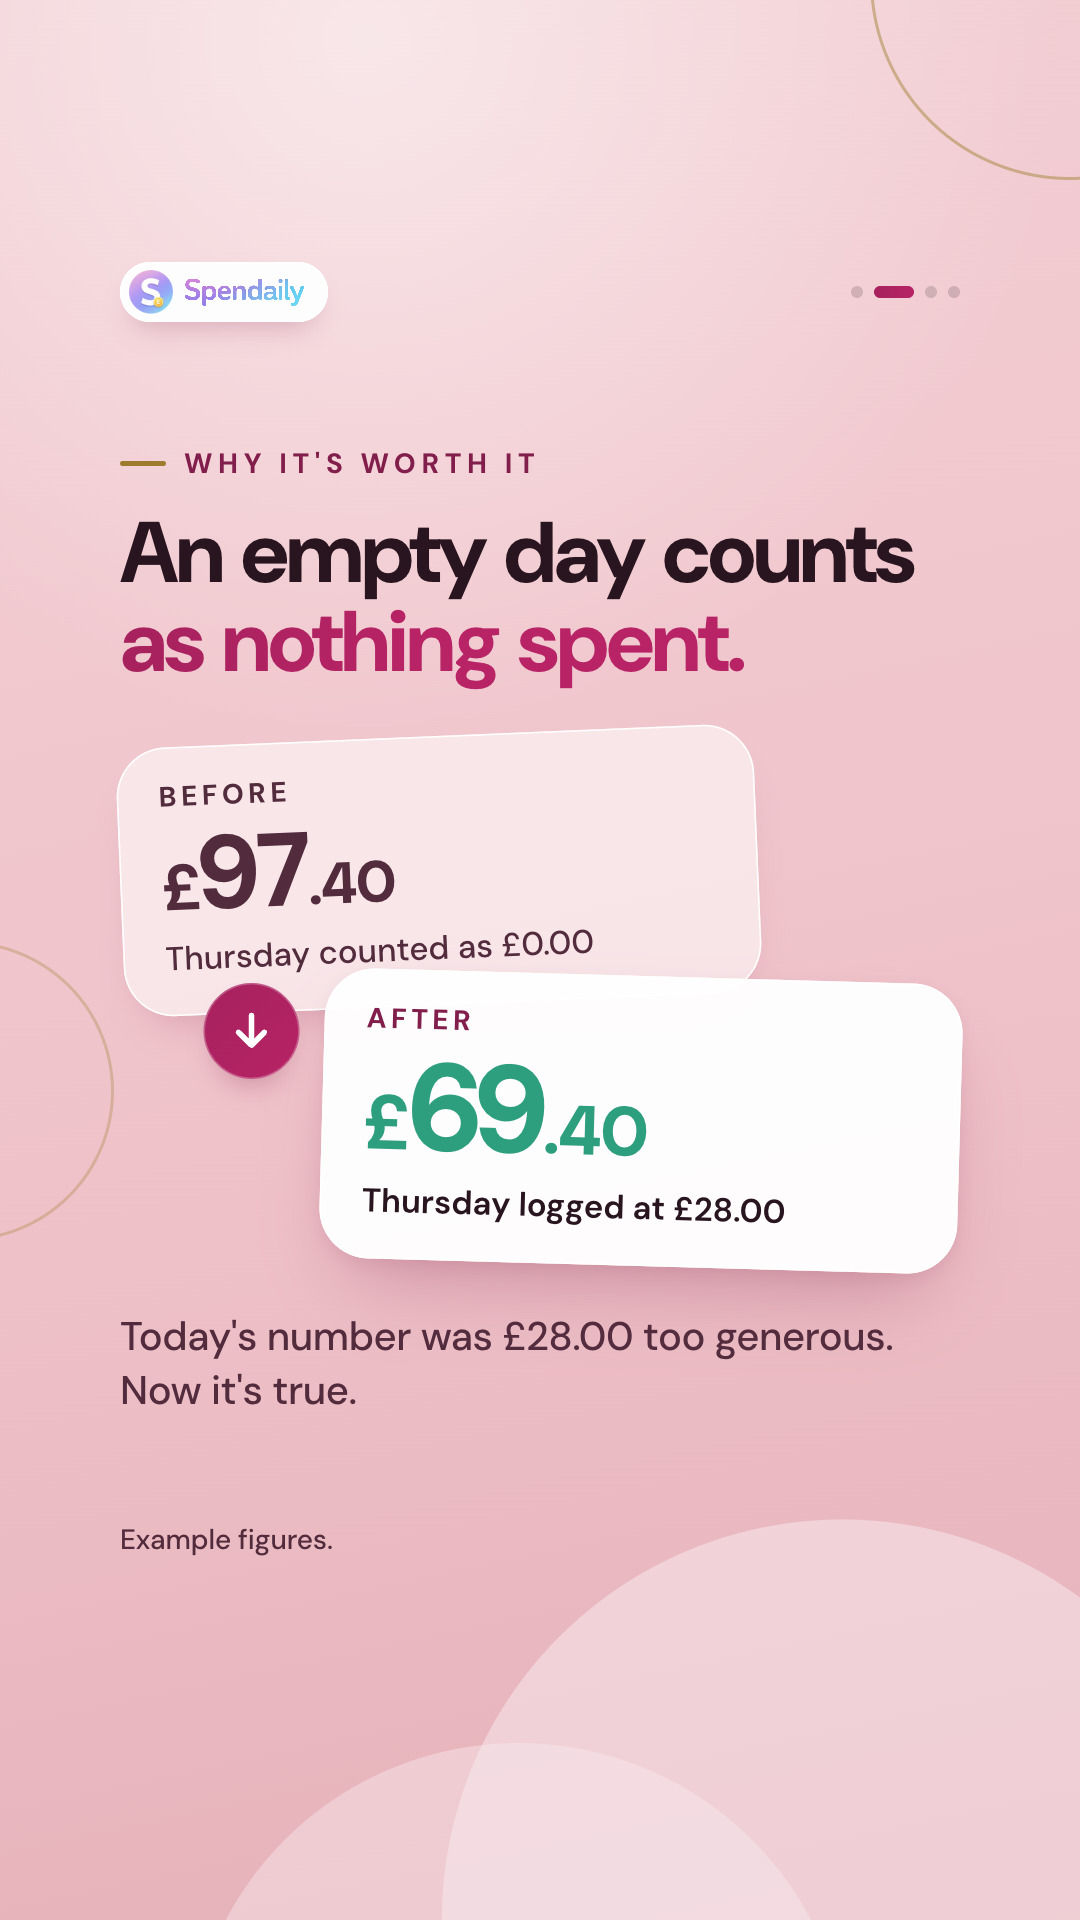 Spendaily
WHY IT'S WORTH IT
An empty day counts
as nothing spent.
BEFORE
£97.40
Thursday counted as £0.00
AFTER
£69.40
Thursday logged at £28.00
Today's number was £28.00 too generous.
Now it's true.
Example figures.